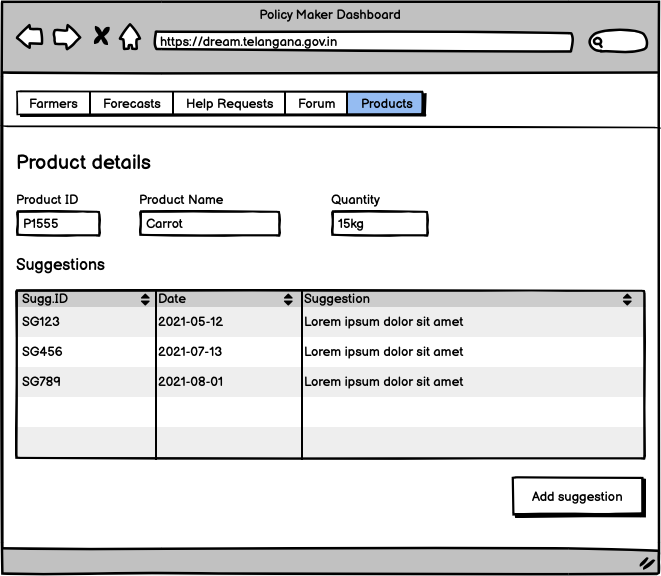 Policy Maker Dashboard
https://dream.telangana.gov.in
Farmers Forecasts Help Requests Forum Products
Product details
Product ID Product Name Quantity
P1555 Carrot 15kg
Suggestions
Sugg.ID Date Suggestion
SG123 2021-05-12 Lorem ipsum dolor sit amet
SG456 2021-07-13 Lorem ipsum dolor sit amet
SG789 2021-08-01 Lorem ipsum dolor sit amet
Add suggestion